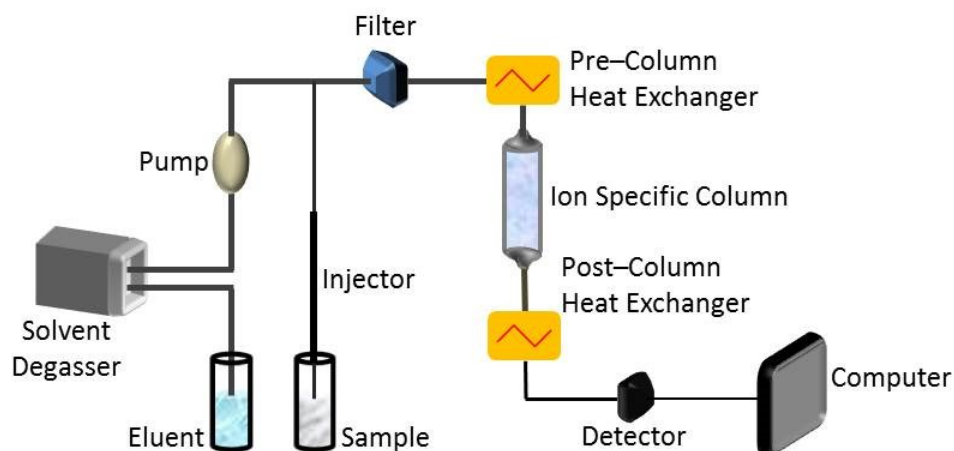 Filter
Pre–Column
Heat Exchanger
Pump
Ion Specific Column
Injector
Post–Column
Heat Exchanger
Solvent
Degasser
Computer
Eluent
Sample
Detector